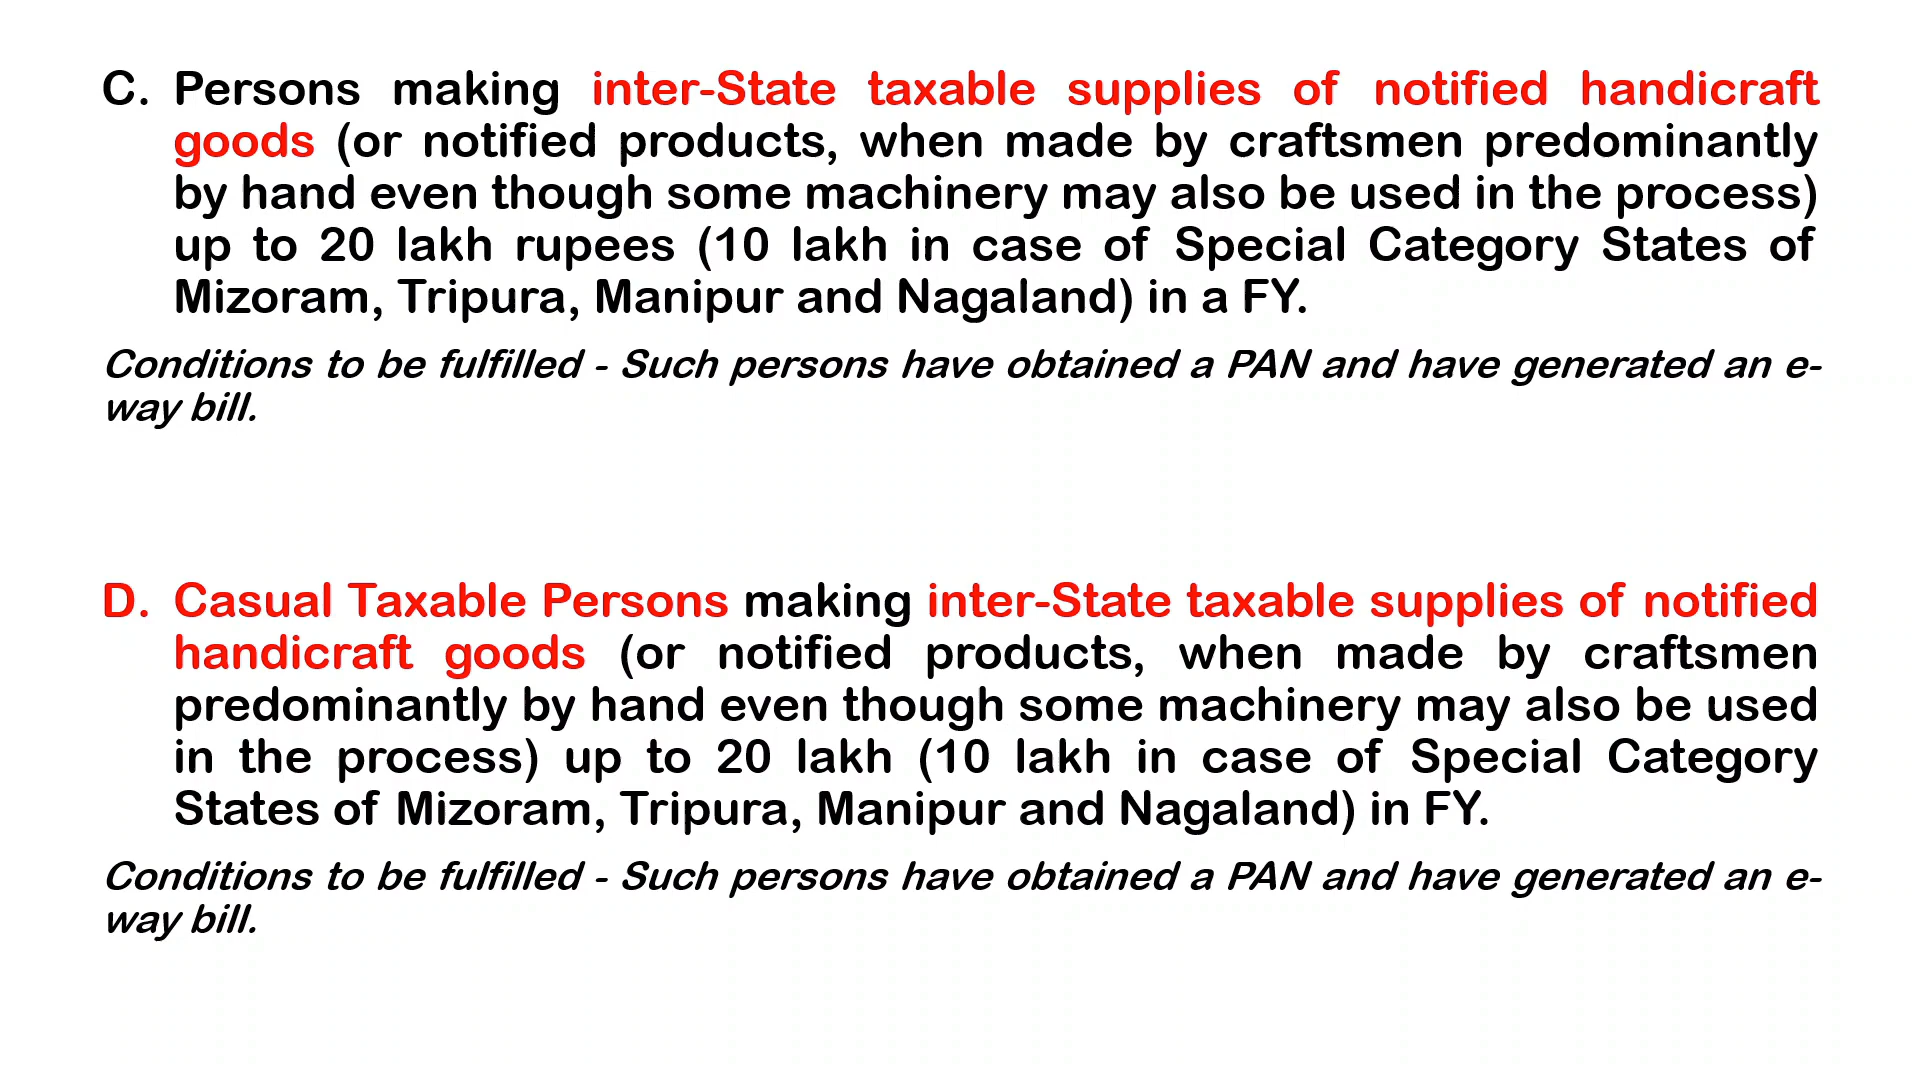 C. Persons making inter-State taxable supplies of notified handicraft
goods (or notified products, when made by craftsmen predominantly
by hand even though some machinery may also be used in the process)
up to 20 lakh rupees (10 lakh in case of Special Category States of
Mizoram, Tripura, Manipur and Nagaland) in a FY.
Conditions to be fulfilled - Such persons have obtained a PAN and have generated an e-
way bill.
D. Casual Taxable Persons making inter-State taxable supplies of notified
handicraft goods (or notified products, when made by craftsmen
predominantly by hand even though some machinery may also be used
in the process) up to 20 lakh (10 lakh in case of Special Category
States of Mizoram, Tripura, Manipur and Nagaland) in FY.
Conditions to be fulfilled - Such persons have obtained a PAN and have generated an e-
way bill.